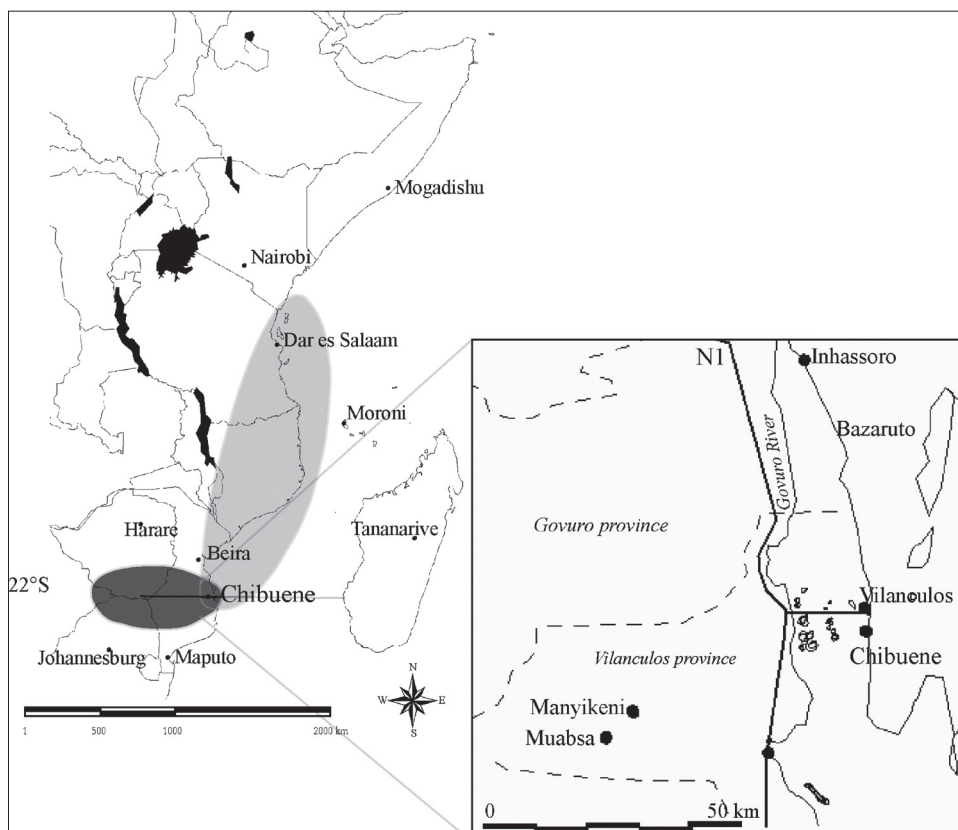 Mogadishu
Nairobi
Dar es Salaam
Moroni
Harare
Tananarive
Beira
22°S
Chibuene
Johannesburg
Maputo
N
W
E
S
1
500
1000
2000 km
N1
Inhassoro
Bazaruto
Govuro River
Govuro province
Vilanculos
Chibuene
Vilanculos province
Manyikeni
Muabsa
0
50 km